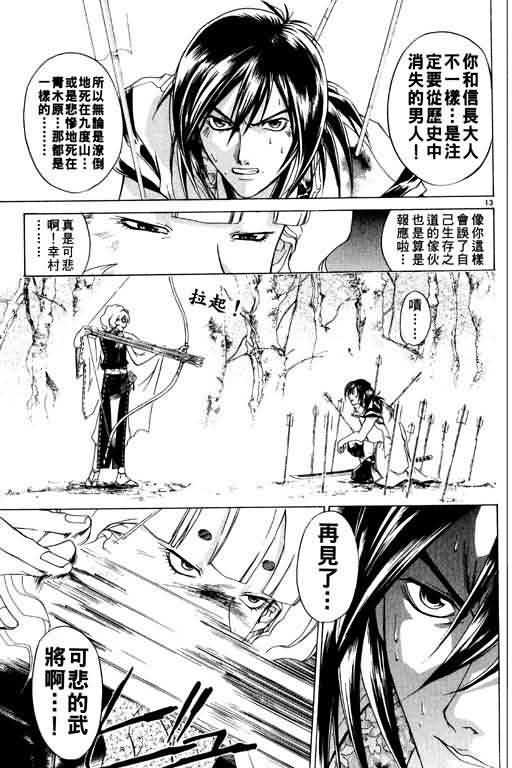 你和信長大人
不一樣…是注
定要從歷史中
消失的男人！
所以無論是潦倒
地死在九度山…
或是悲慘地死在
青木原…那都是
一樣的………
13
像你這樣
會誤了自
己生存之
道的傢伙
也是算是
報應啦…
真是可悲
啊！幸村
………
拉起！
嘖
……
再見了…
可悲的武
將啊…！